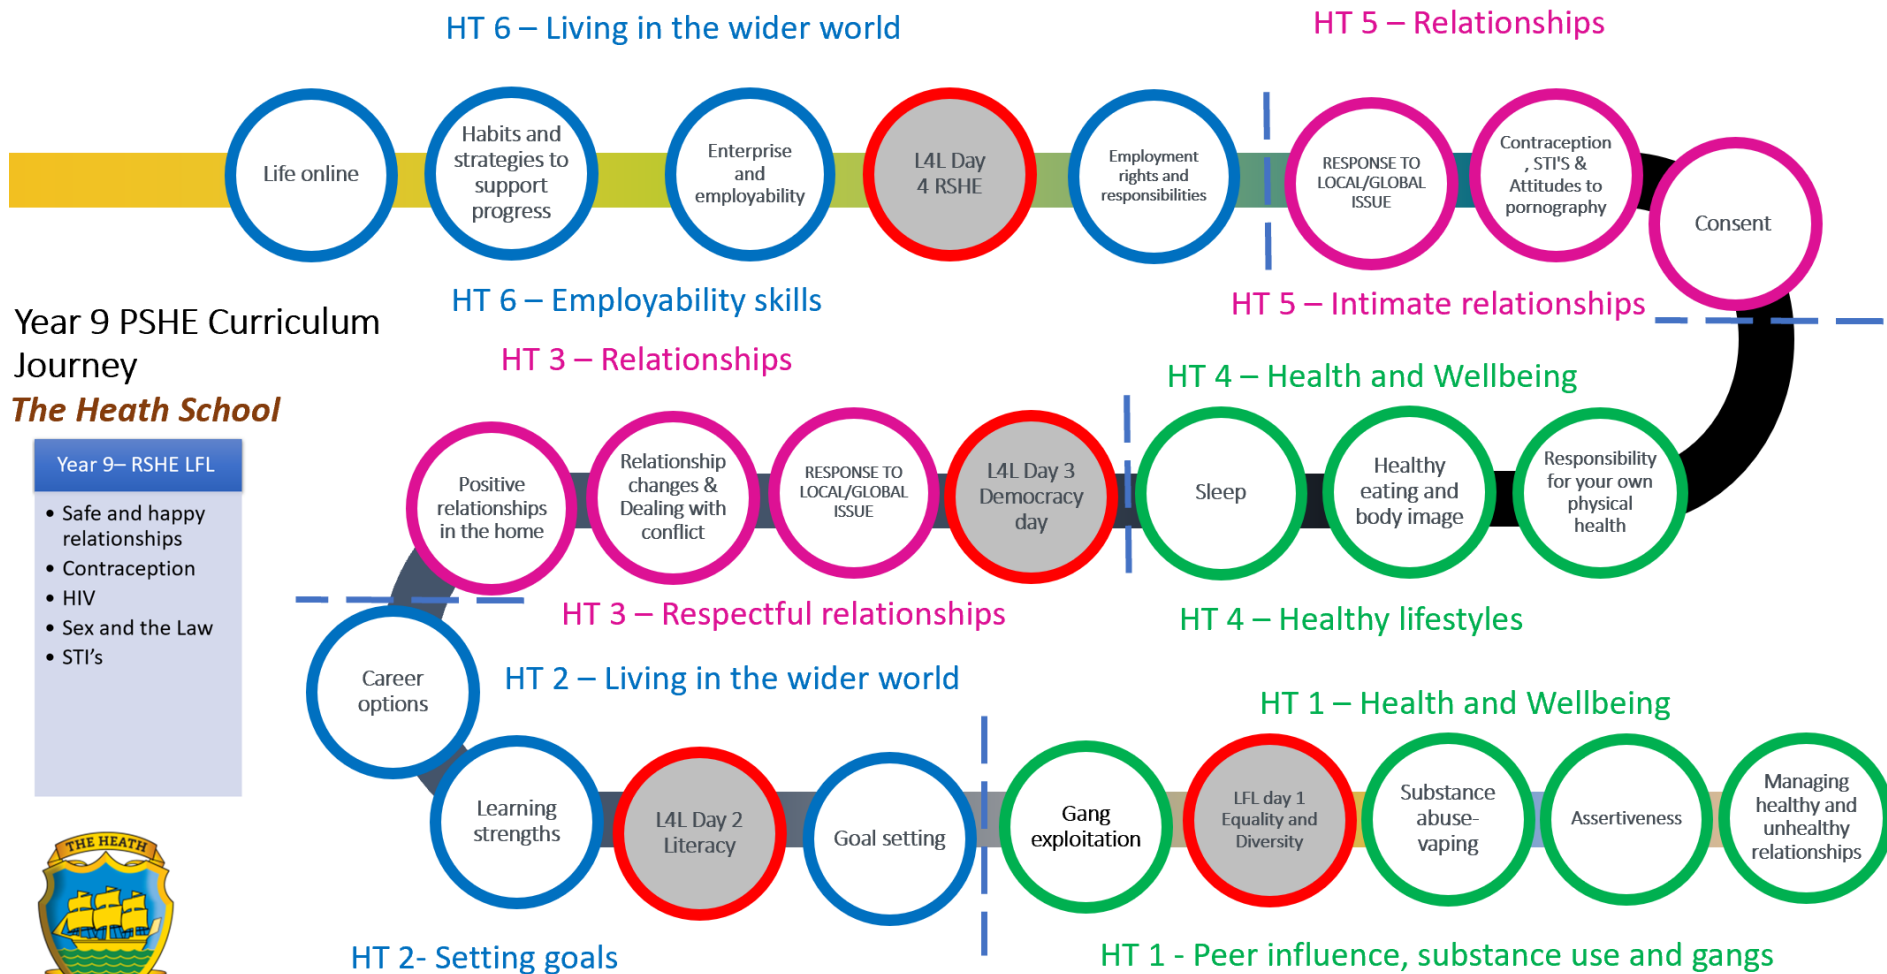 HT 6 – Living in the wider world
HT 5 – Relationships
Life online
Habits and
strategies to
support
progress
Enterprise
and
employability
L4L Day
4 RSHE
Employment
rights and
responsibilities
RESPONSE TO
LOCAL/GLOBAL
ISSUE
Contraception
, STI'S &
Attitudes to
pornography
Consent
HT 6 – Employability skills
HT 5 – Intimate relationships
Year 9 PSHE Curriculum
Journey
The Heath School
HT 3 – Relationships
HT 4 – Health and Wellbeing
Year 9– RSHE LFL
• Safe and happy
relationships
• Contraception
• HIV
• Sex and the Law
• STI's
Positive
relationships
in the home
Relationship
changes &
Dealing with
conflict
RESPONSE TO
LOCAL/GLOBAL
ISSUE
L4L Day 3
Democracy
day
Sleep
Healthy
eating and
body image
Responsibility
for your own
physical
health
HT 3 – Respectful relationships
HT 4 – Healthy lifestyles
Career
options
HT 2 – Living in the wider world
HT 1 – Health and Wellbeing
Learning
strengths
L4L Day 2
Literacy
Goal setting
Gang
exploitation
LFL day 1
Equality and
Diversity
Substance
abuse-
vaping
Assertiveness
Managing
healthy and
unhealthy
relationships
THE HEATH
HT 2- Setting goals
HT 1 - Peer influence, substance use and gangs